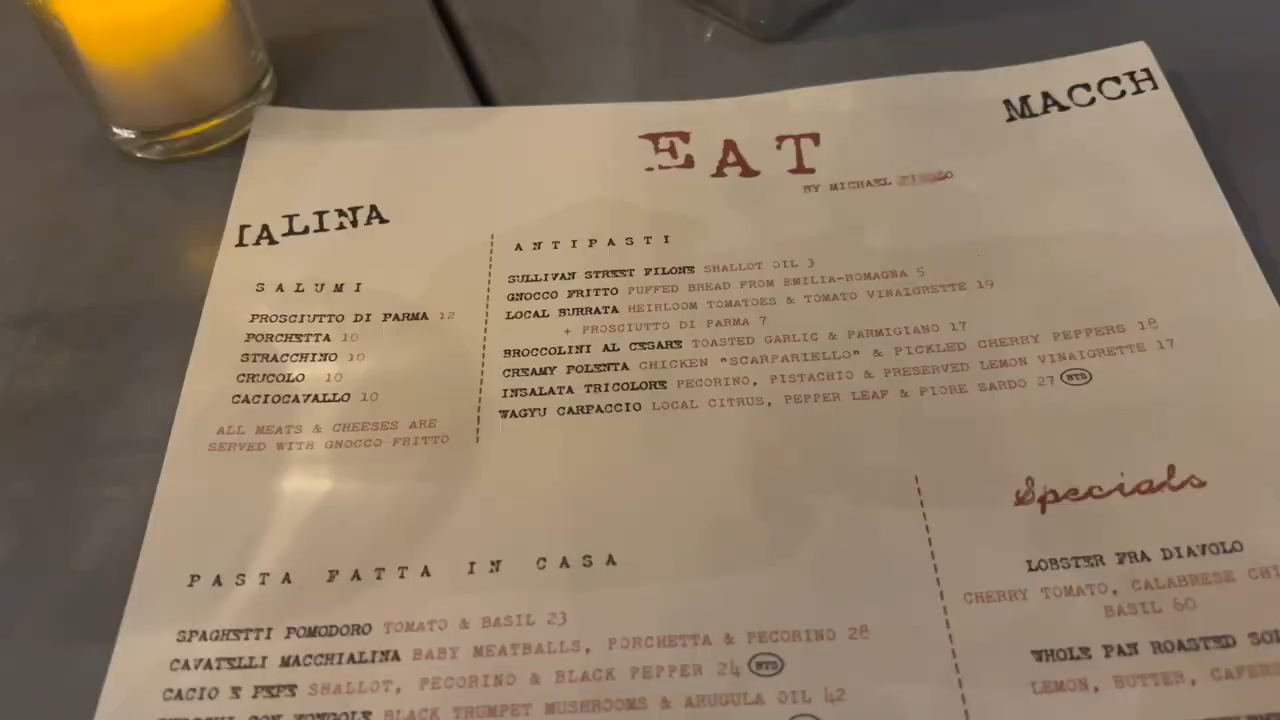 MACCH
EAT
BY MICHAEL
IALINA
SALUMI
PROSCIUTTO DI PARMA 12
PORCHETTA 10
STRACCHINO 10
CRUCOLO 10
CACIOCAVALLO 10
ALL MEATS & CHEESES ARE
SERVED WITH GNOCCO FRITTO
ANTIPASTI
SULLIVAN STREET FILONE SHALLOT OIL 3
GNOCCO FRITTO PUFFED BREAD FROM EMILIA-ROMAGNA 5
LOCAL BURRATA HEIRLOOM TOMATOES & TOMATO VINAIGRETTE 19
+ PROSCIUTTO DI PARMA 7
BROCCOLINI AL CESARE TOASTED GARLIC & PARMIGIANO 17
CREAMY POLENTA CHICKEN "SCARPARIELLO" & PICKLED CHERRY PEPPERS 18
INSALATA TRICOLORE PECORINO, PISTACHIO & PRESERVED LEMON VINAIGRETTE 17
WAGYU CARPACCIO LOCAL CITRUS, PEPPER LEAF & FIORE SARDO 27 NYS
PASTA FATTA IN CASA
SPAGHETTI POMODORO TOMATO & BASIL 23
CAVATELLI MACCHIALINA BABY MEATBALLS, PORCHETTA & PECORINO 28
CACIO E PEPE SHALLOT, PECORINO & BLACK PEPPER 24 NYS
BLACK TRUMPET MUSHROOMS & ARUGULA OIL 42
Specials
LOBSTER FRA DIAVOLO
CHERRY TOMATO, CALABRESE CHI
BASIL 60
WHOLE PAN ROASTED SOL
LEMON, BUTTER, CAPER